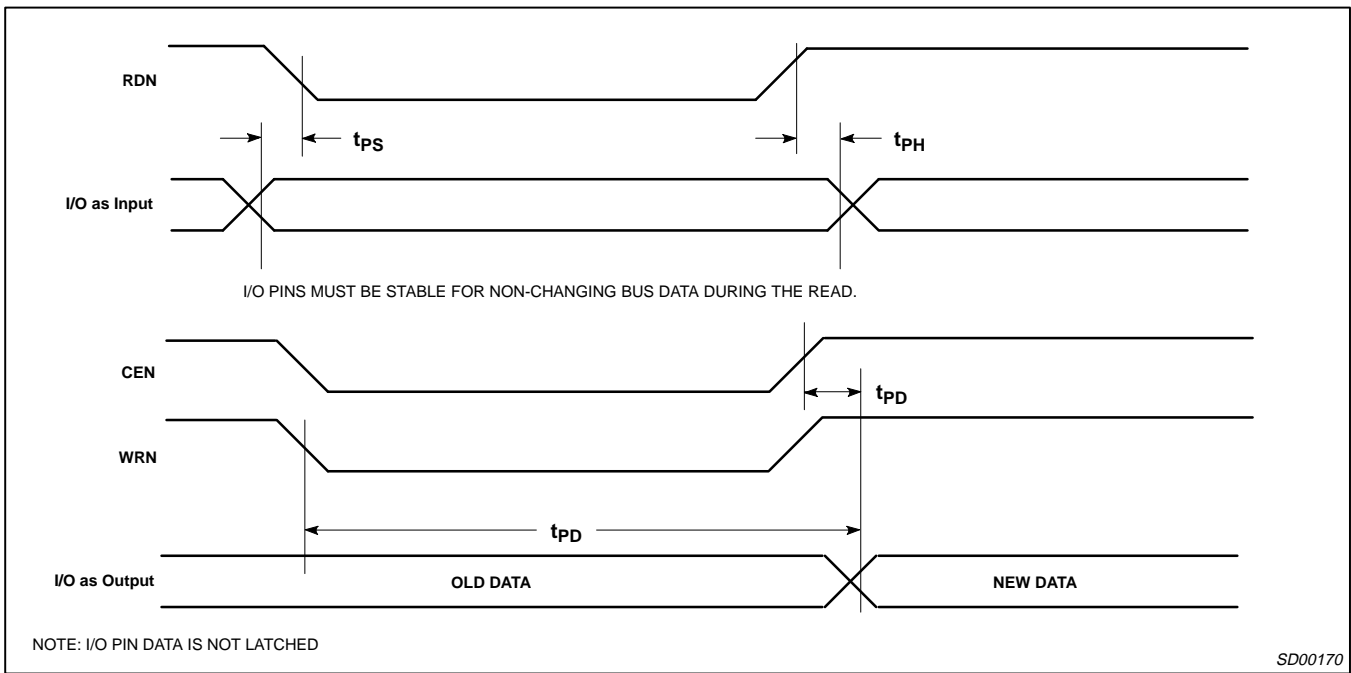 RDN
tPS
tPH
I/O as Input
I/O PINS MUST BE STABLE FOR NON-CHANGING BUS DATA DURING THE READ.
CEN
tPD
WRN
tPD
I/O as Output
OLD DATA
NEW DATA
NOTE: I/O PIN DATA IS NOT LATCHED
SD00170